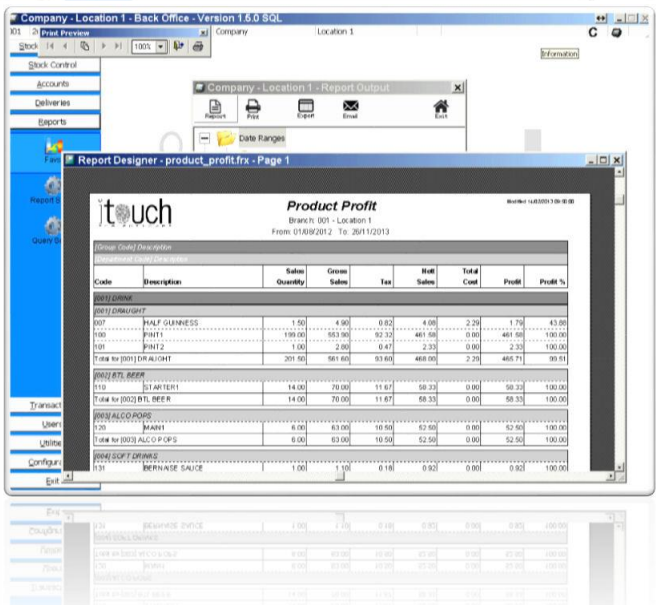 Company - Location 1 - Back Office - Version 1.6.0 SQL
Print Preview
Company Location 1
Stock
100%
C
Information
Stock Control
Accounts
Deliveries
Reports
Company - Location 1 - Report Output
Report Print Export Email Exit
Date Ranges
Report Designer - product_profit.frx - Page 1
itouch
Product Profit
Branch: 001 - Location 1
From: 01/08/2012 To: 26/11/2013
[Group Code] Description
[Department Code] Description
Code Description Sales Quantity Gross Sales Tax Nett Sales Total Cost Profit Profit %
[001] DRINK
[001] DRAUGHT
007 HALF GUINNESS 1.50 4.90 0.82 4.08 2.29 1.79 43.88
100 PINT1 199.00 553.90 92.32 461.58 0.00 461.58 100.00
101 PINT2 1.00 2.80 0.47 2.33 0.00 2.33 100.00
Total for [001] DRAUGHT 201.50 561.60 93.60 468.00 2.29 465.71 99.51
[002] BTL BEER
110 STARTER1 14.00 70.00 11.67 58.33 0.00 58.33 100.00
Total for [002] BTL BEER 14.00 70.00 11.67 58.33 0.00 58.33 100.00
[003] ALCO POPS
120 MAIN1 6.00 63.00 10.50 52.50 0.00 52.50 100.00
Total for [003] ALCO POPS 6.00 63.00 10.50 52.50 0.00 52.50 100.00
[004] SOFT DRINKS
131 BERNAISE SAUCE 1.00 1.10 0.18 0.92 0.00 0.92 100.00
Transact
Users
Utilitie
Configura
Exit